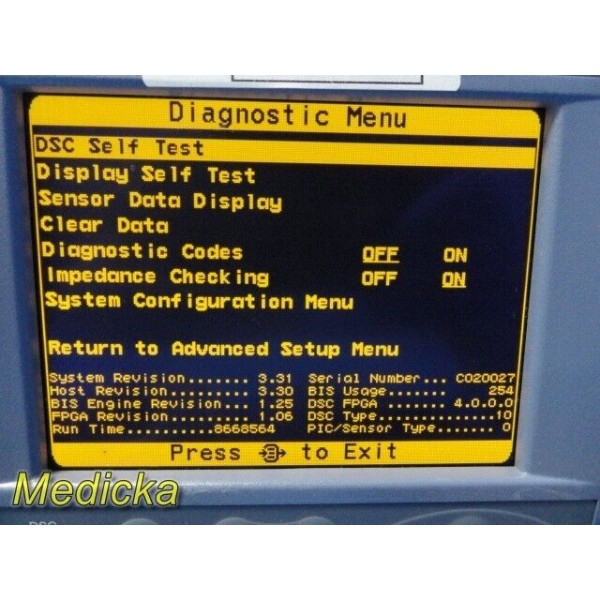 Diagnostic Menu
DSC Self Test
Display Self Test
Sensor Data Display
Clear Data
Diagnostic Codes OFF ON
Impedance Checking OFF ON
System Configuration Menu
Return to Advanced Setup Menu
System Revision....... 3.31 Serial Number... CO20027
Host Revision......... 3.30 BIS Usage....... 254
BIS Engine Revision... 1.25 DSC FPGA ....... 4.0.0.0
FPGA Revision......... 1.06 DSC Type..............10
Run Time.........8668564 PIC/Sensor Type..... 0
Press to Exit
Medicka